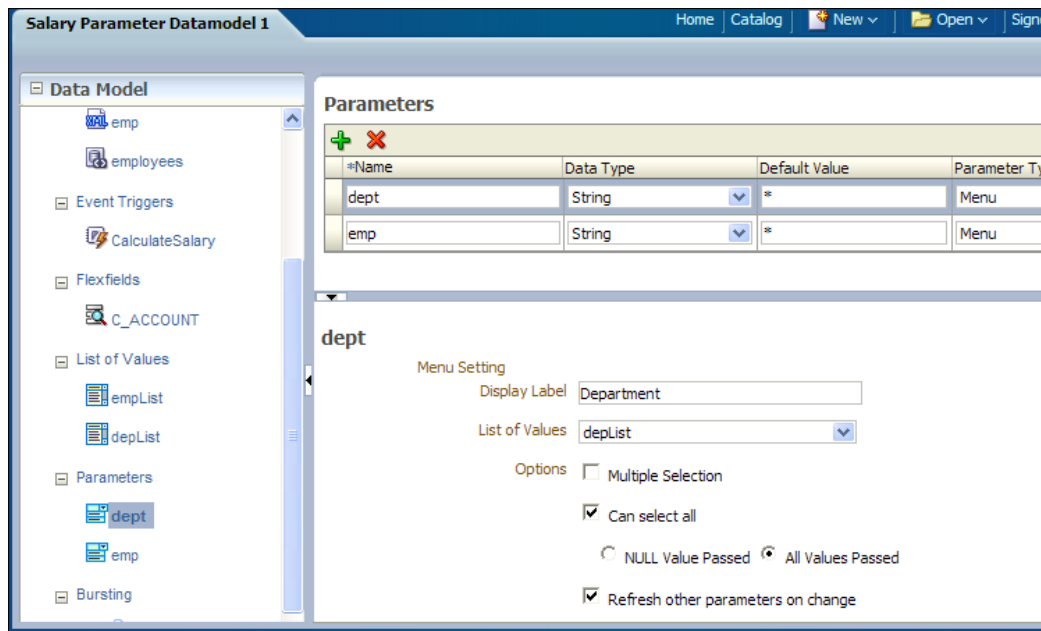 Salary Parameter Datamodel 1
Home Catalog New Open Sign
Data Model
emp
employees
Event Triggers
CalculateSalary
Flexfields
C_ACCOUNT
List of Values
empList
depList
Parameters
dept
emp
Bursting
Parameters
*Name Data Type Default Value Parameter Ty
dept String * Menu
emp String * Menu
dept
Menu Setting
Display Label Department
List of Values depList
Options Multiple Selection
Can select all
NULL Value Passed All Values Passed
Refresh other parameters on change